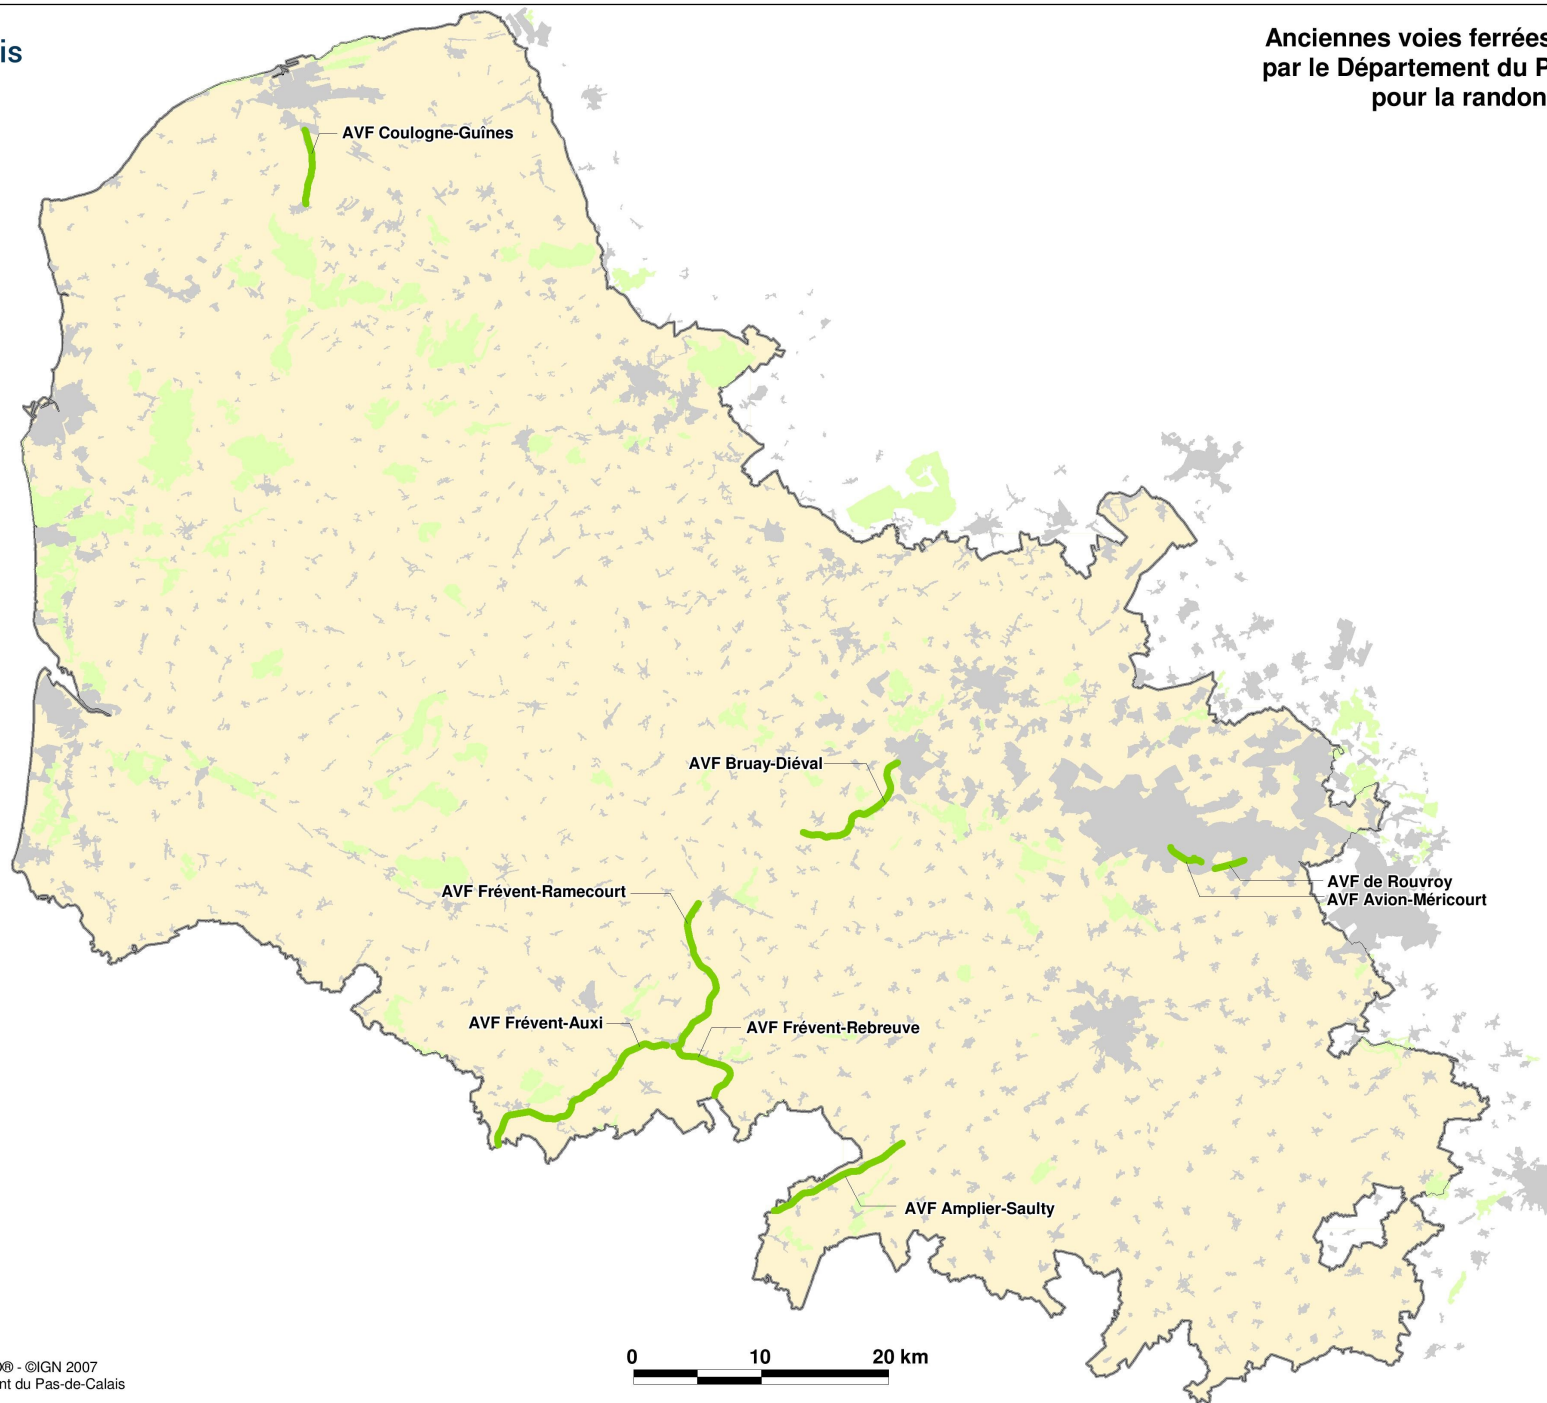 is
Anciennes voies ferrées
par le Département du P
pour la randon
AVF Coulogne-Guînes
AVF Bruay-Diéval
AVF de Rouvroy
AVF Avion-Méricourt
AVF Frévent-Ramecourt
AVF Frévent-Auxi
AVF Frévent-Rebreuve
AVF Amplier-Saulty
0 10 20 km
® - ©IGN 2007
nt du Pas-de-Calais